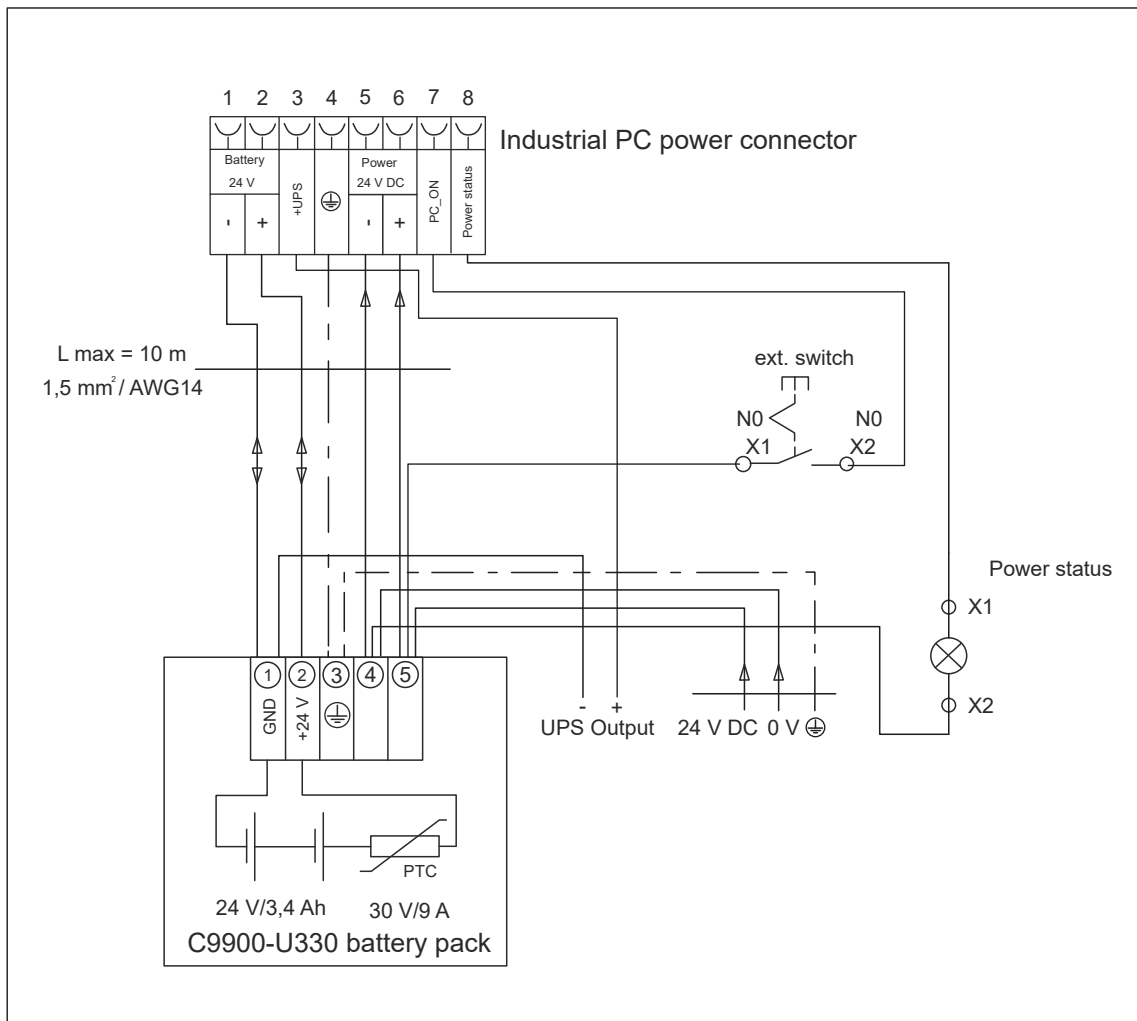 1 2 3 4 5 6 7 8
Industrial PC power connector
Battery
24 V
- +
+UPS
Power
24 V DC
- +
PC_ON
Power status
L max = 10 m
1,5 mm² / AWG14
ext. switch
N0 N0
X1 X2
Power status
X1
X2
1 2 3 4 5
GND
+24 V
- +
UPS Output
24 V DC 0 V
PTC
24 V/3,4 Ah
30 V/9 A
C9900-U330 battery pack